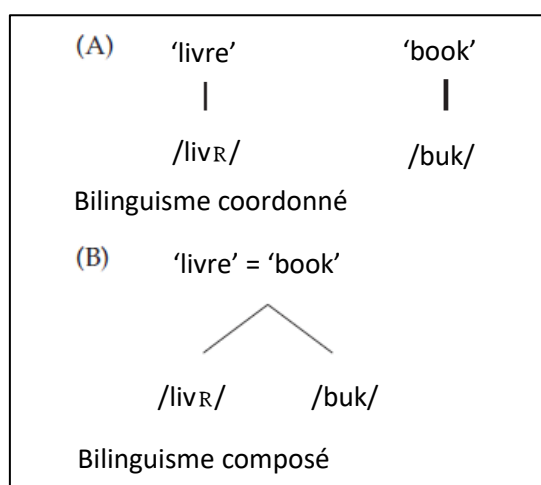 (A) ‘livre’ ‘book’
/livʀ/ /buk/
Bilinguisme coordonné
(B) ‘livre’ = ‘book’
/livʀ/ /buk/
Bilinguisme composé